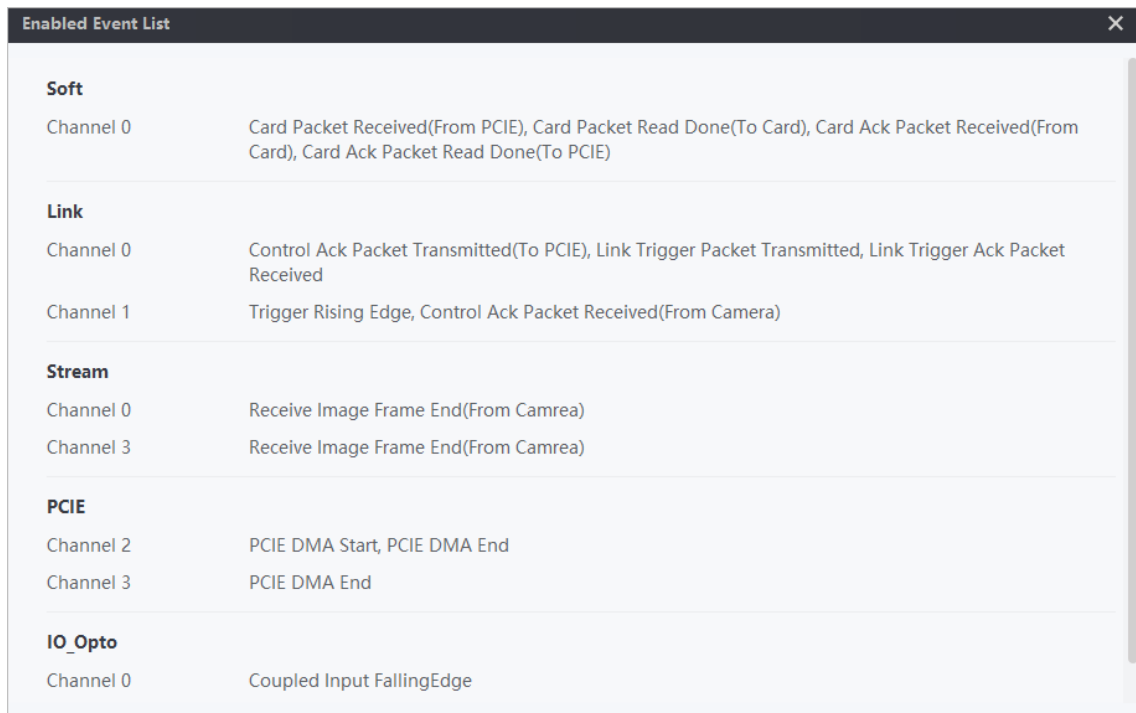 Enabled Event List
Soft
Channel 0 Card Packet Received(From PCIE), Card Packet Read Done(To Card), Card Ack Packet Received(From
Card), Card Ack Packet Read Done(To PCIE)
Link
Channel 0 Control Ack Packet Transmitted(To PCIE), Link Trigger Packet Transmitted, Link Trigger Ack Packet
Received
Channel 1 Trigger Rising Edge, Control Ack Packet Received(From Camera)
Stream
Channel 0 Receive Image Frame End(From Camrea)
Channel 3 Receive Image Frame End(From Camrea)
PCIE
Channel 2 PCIE DMA Start, PCIE DMA End
Channel 3 PCIE DMA End
IO_Opto
Channel 0 Coupled Input FallingEdge